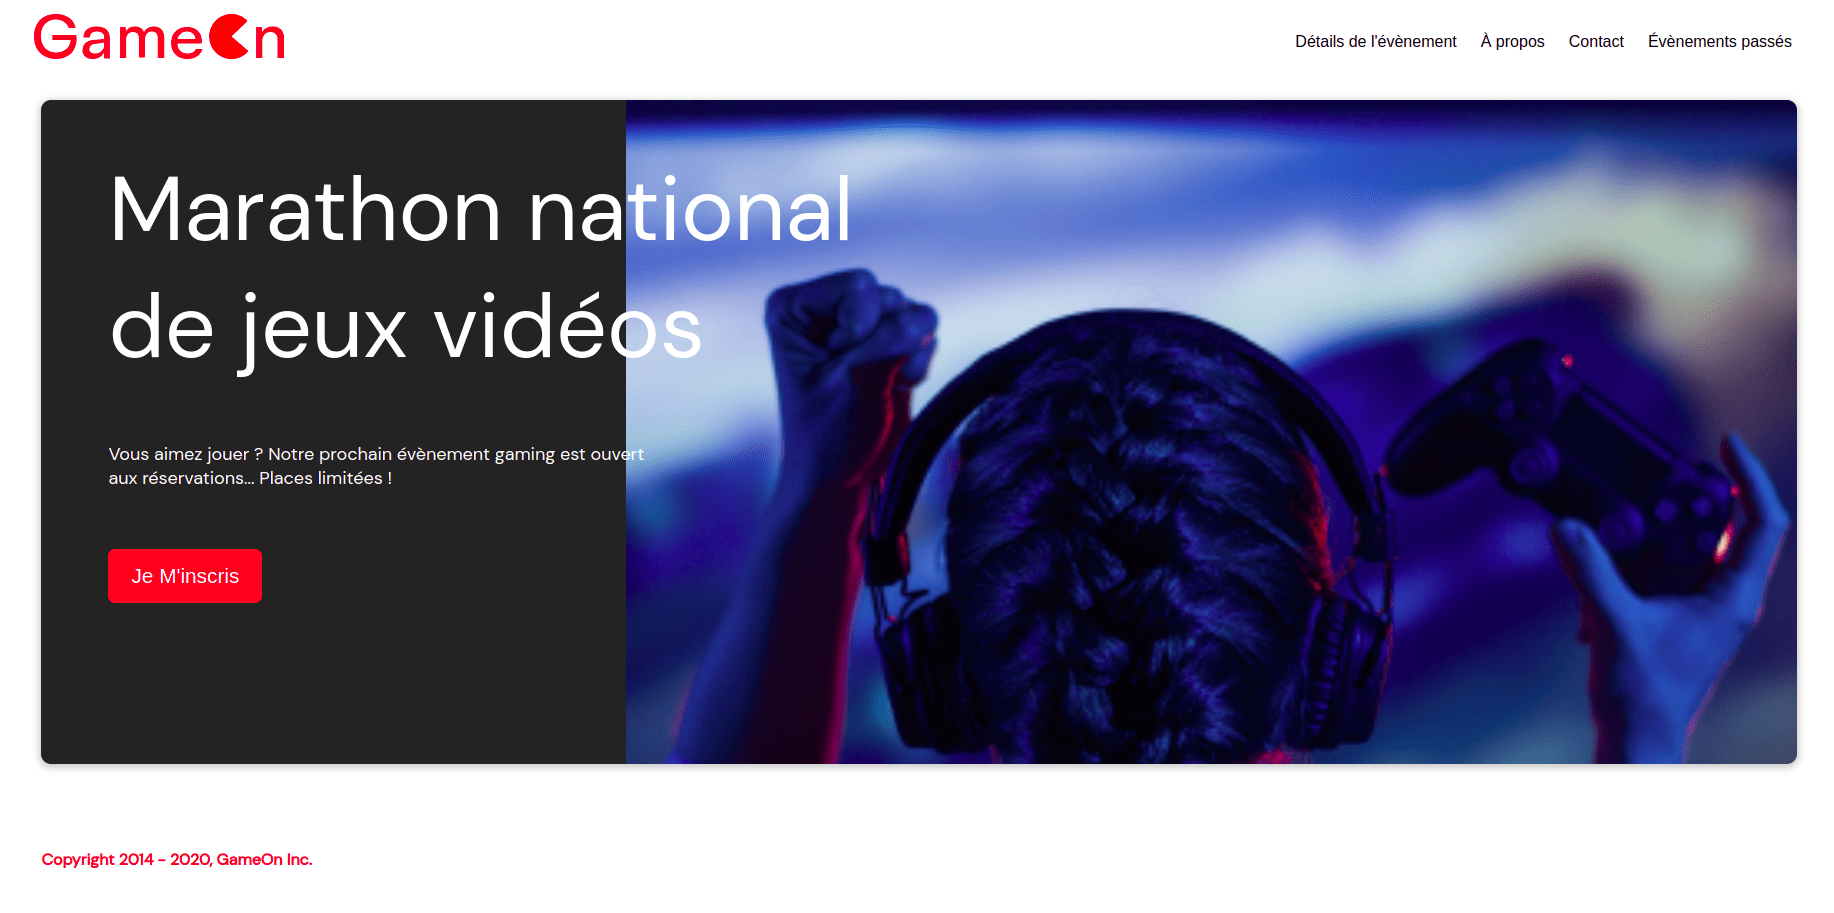 GameOn
Détails de l'évènement À propos Contact Évènements passés
Marathon national
de jeux vidéos
Vous aimez jouer ? Notre prochain évènement gaming est ouvert
aux réservations... Places limitées !
Je M'inscris
Copyright 2014 - 2020, GameOn Inc.